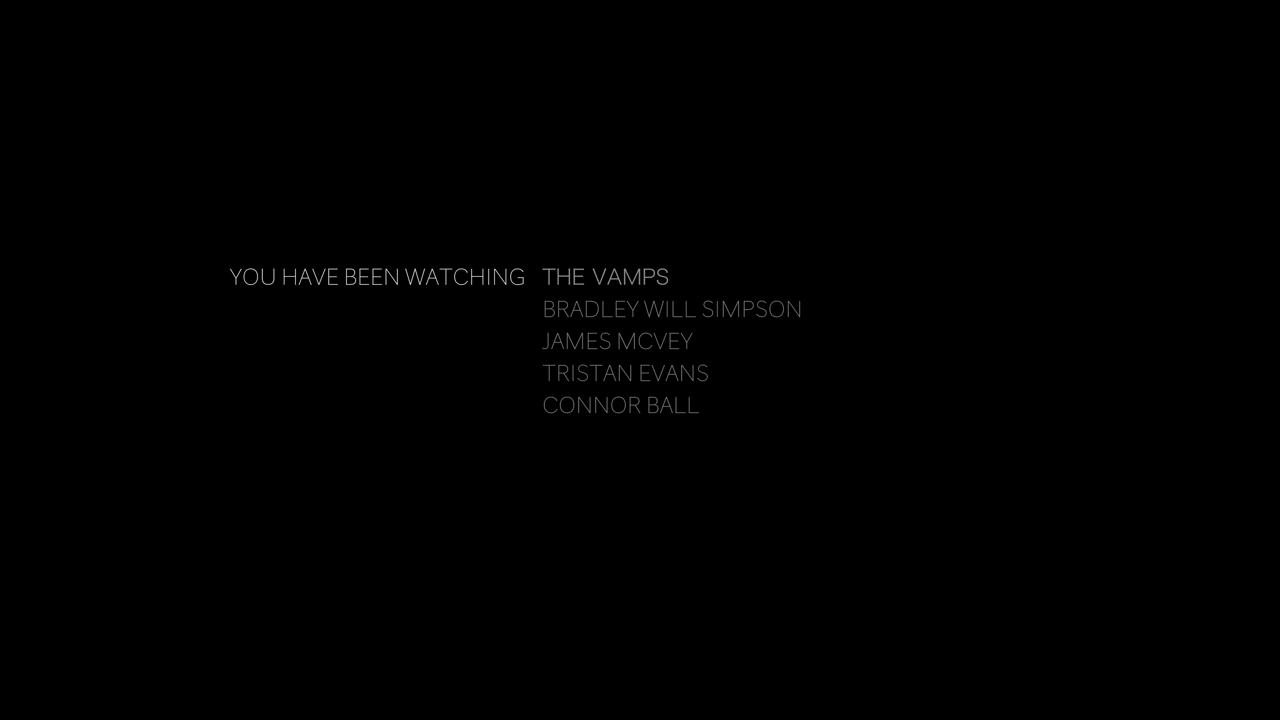 YOU HAVE BEEN WATCHING THE VAMPS
BRADLEY WILL SIMPSON
JAMES MCVEY
TRISTAN EVANS
CONNOR BALL